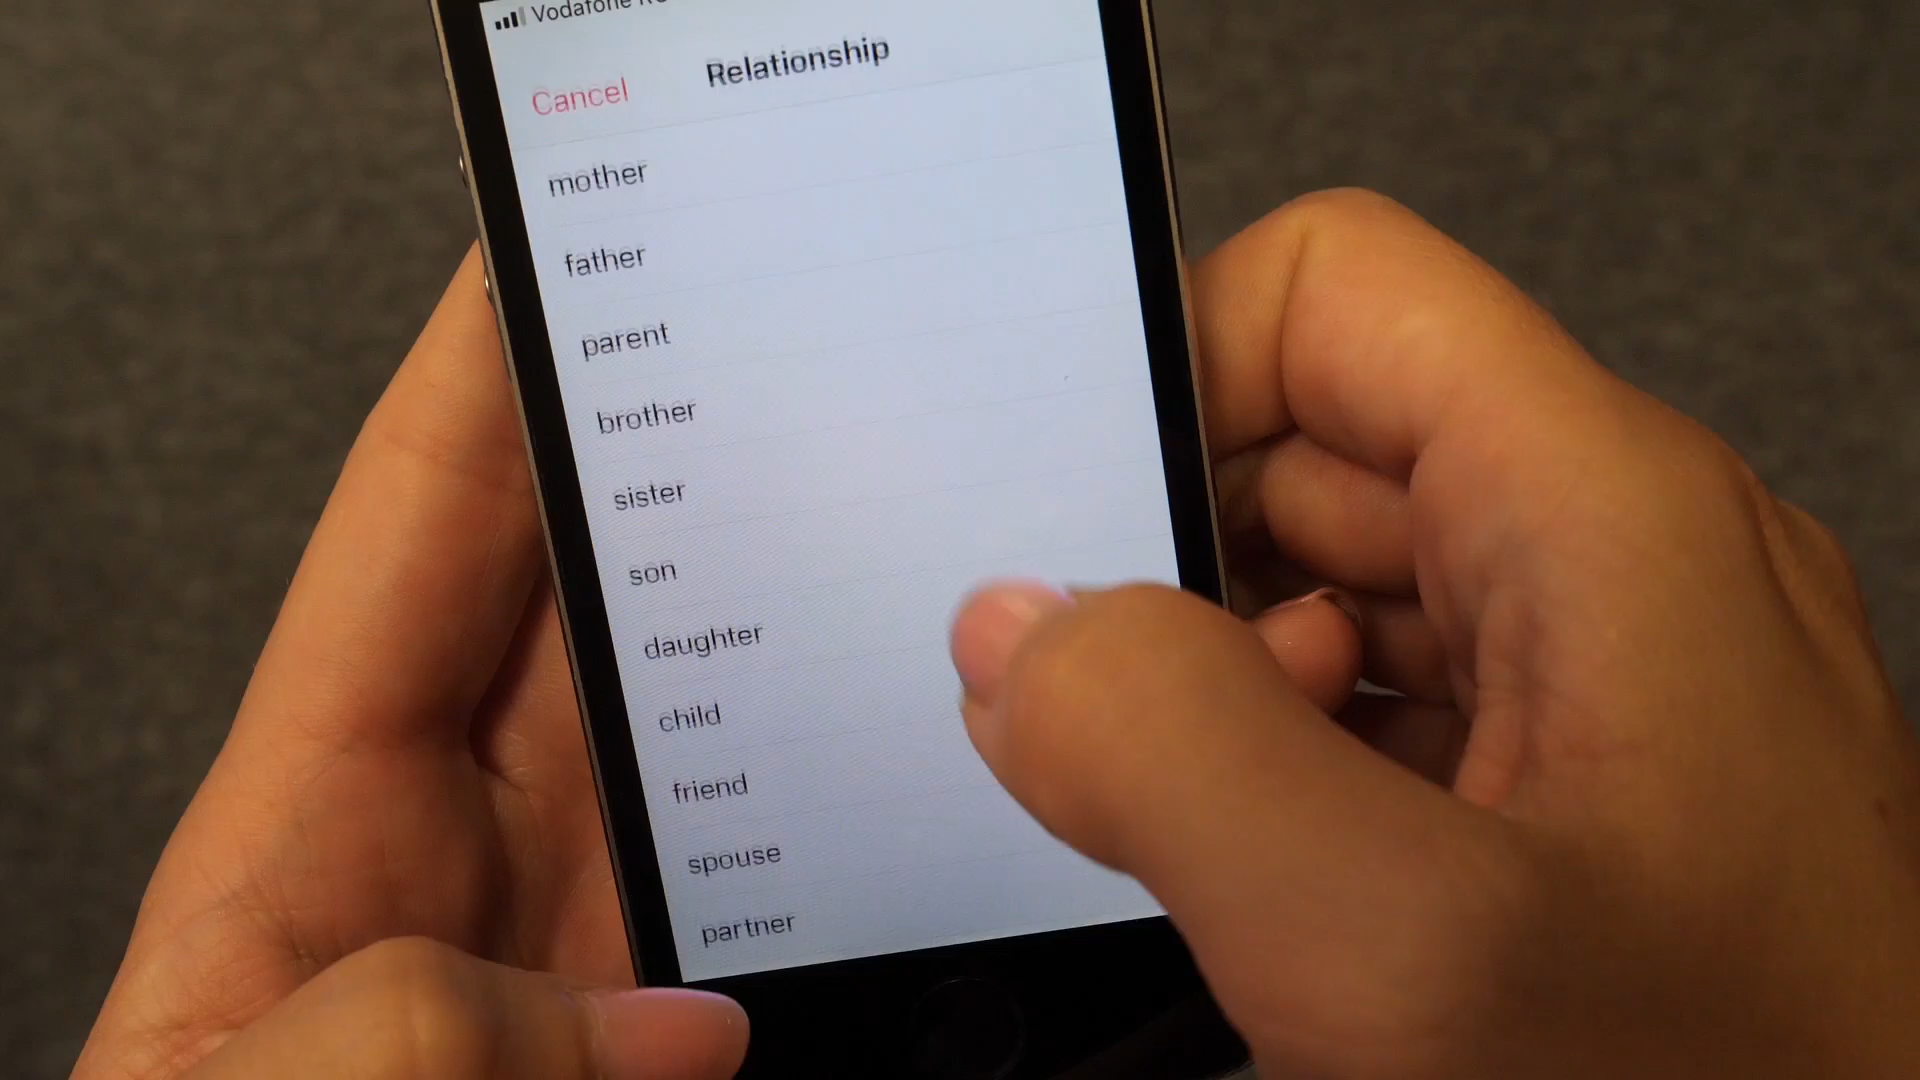 Vodafone
Relationship
Cancel
mother
father
parent
brother
sister
son
daughter
child
friend
spouse
partner